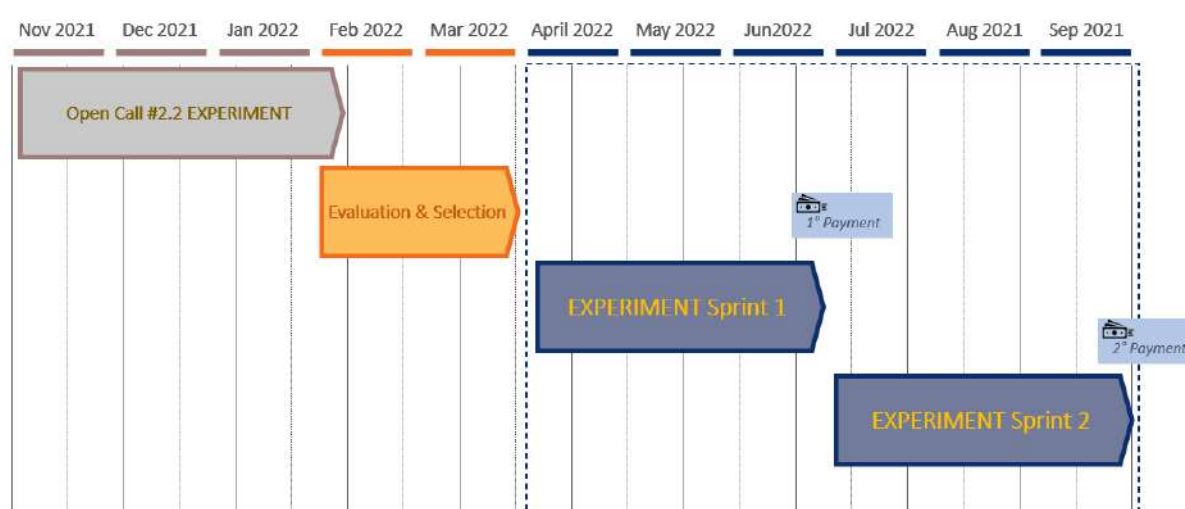 Nov 2021 Dec 2021 Jan 2022 Feb 2022 Mar 2022 April 2022 May 2022 Jun2022 Jul 2022 Aug 2021 Sep 2021
Open Call #2.2 EXPERIMENT
Evaluation & Selection
1° Payment
EXPERIMENT Sprint 1
2° Payment
EXPERIMENT Sprint 2